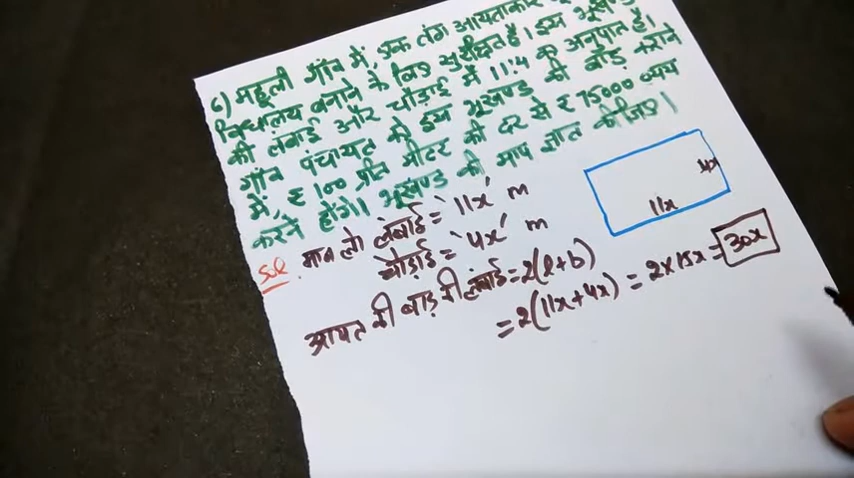 6) महूली गाँव में, एक तंग आयताकार
विद्यालय बनाने के लिए सुरक्षित है। इस
की लंबाई और चौड़ाई में 11:4 का अनुपात है।
गाँव पंचायत को इस भूखण्ड की बाड़ कराने
में, ₹ 100 प्रति मीटर की दर से ₹ 75000 व्यय
करने होंगे। भूखण्ड की माप ज्ञात कीजिए।
Sol. मान लो लंबाई = '11x' m
चौड़ाई = '4x' m
आयत की बाड़ की लंबाई = 2(l+b)
= 2(11x+4x) = 2×15x = 30x
4x
11x